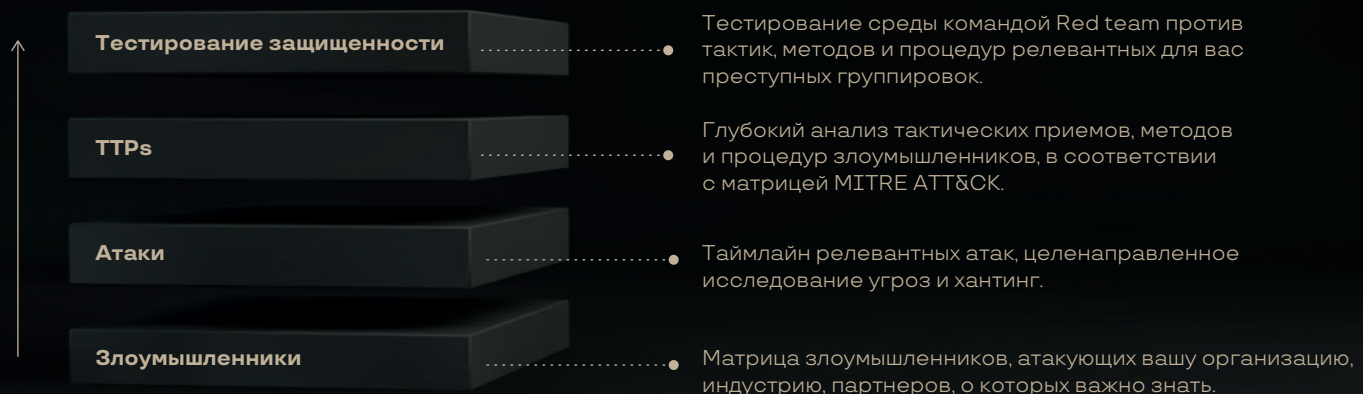 Тестирование защищенности
Тестирование среды командой Red team против
тактик, методов и процедур релевантных для вас
преступных группировок.
TTPs
Глубокий анализ тактических приемов, методов
и процедур злоумышленников, в соответствии
с матрицей MITRE ATT&CK.
Атаки
Таймлайн релевантных атак, целенаправленное
исследование угроз и хантинг.
Злоумышленники
Матрица злоумышленников, атакующих вашу организацию,
индустрию, партнеров, о которых важно знать.